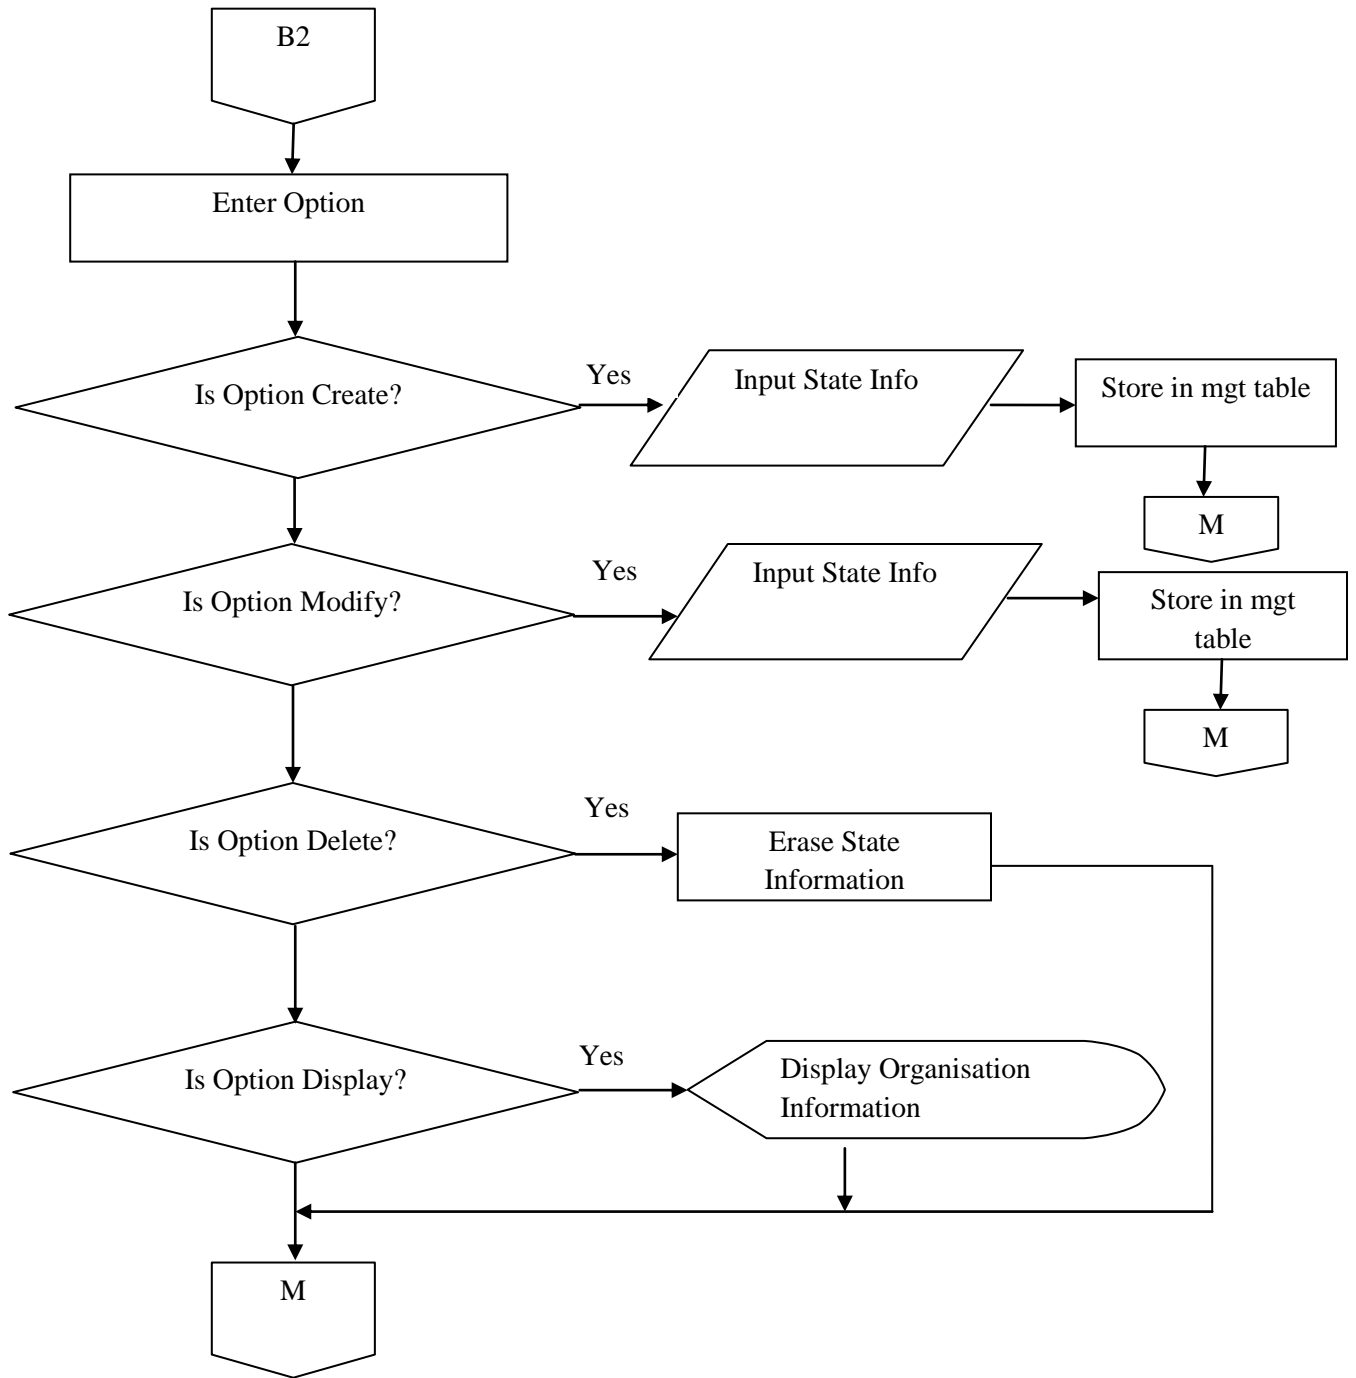 B2
Enter Option
Is Option Create?
Yes
Input State Info
Store in mgt table
M
Is Option Modify?
Yes
Input State Info
Store in mgt
table
M
Is Option Delete?
Yes
Erase State
Information
Is Option Display?
Yes
Display Organisation
Information
M